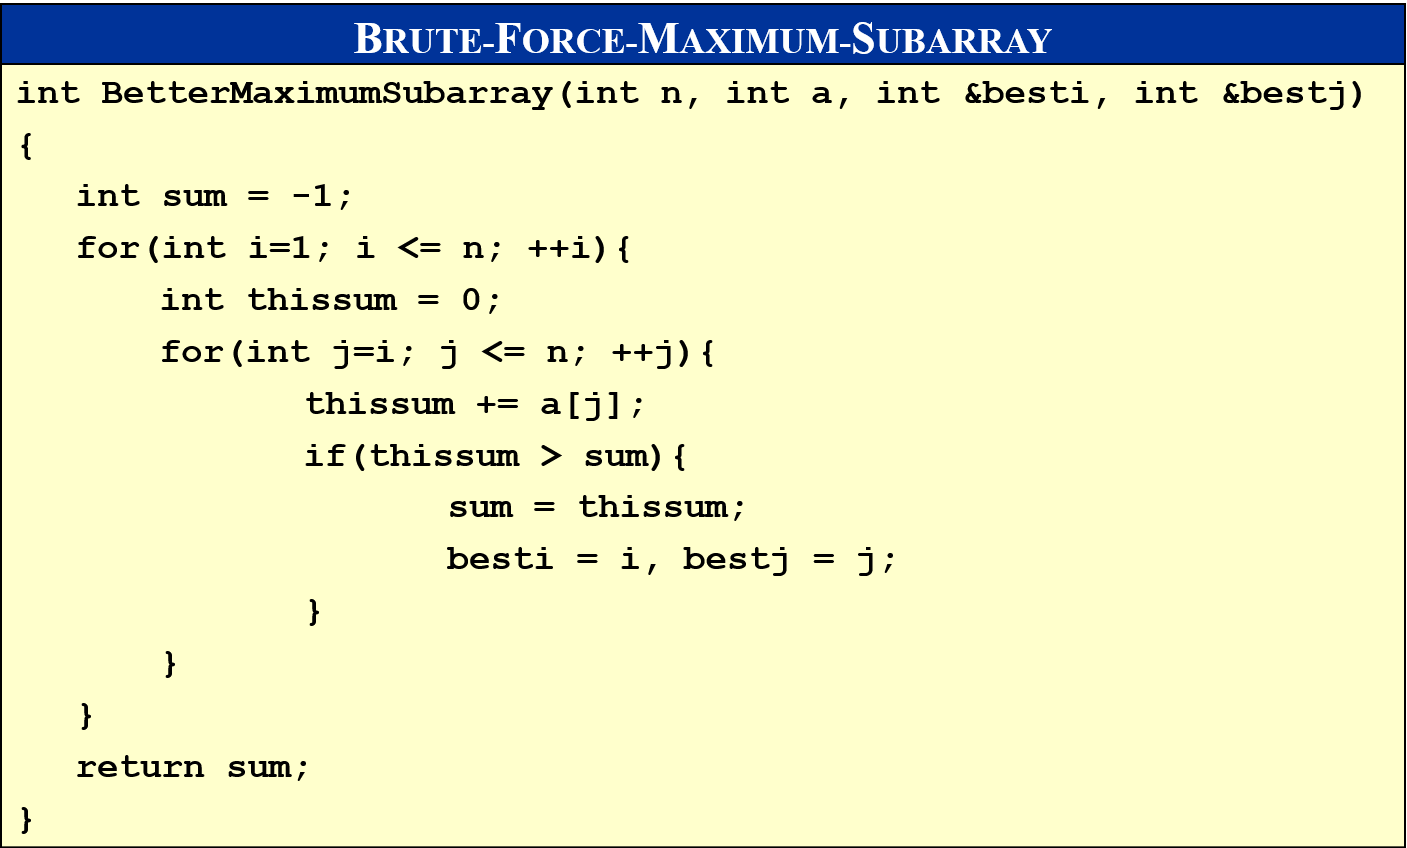 BRUTE-FORCE-MAXIMUM-SUBARRAY
int BetterMaximumSubarray(int n, int a, int &besti, int &bestj)
{
int sum = -1;
for(int i=1; i <= n; ++i){
int thissum = 0;
for(int j=i; j <= n; ++j){
thissum += a[j];
if(thissum > sum){
sum = thissum;
besti = i, bestj = j;
}
}
}
return sum;
}